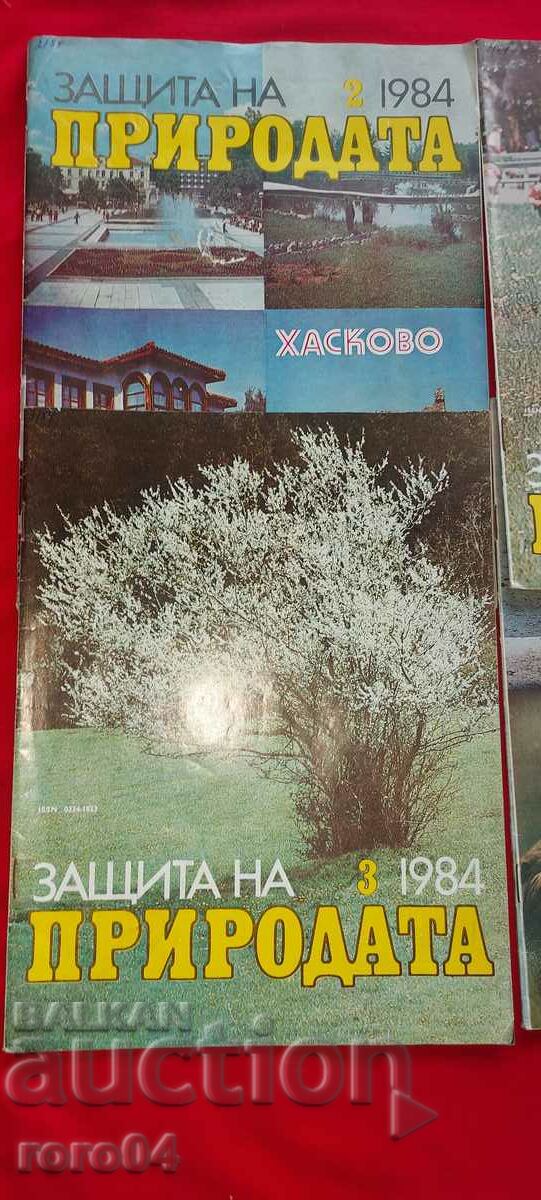 ЗАЩИТА НА 2 1984
ПРИРОДАТА
ХАСКОВО
ЗАЩИТА НА 3 1984
ПРИРОДАТА
BALKAN
auction
roro04